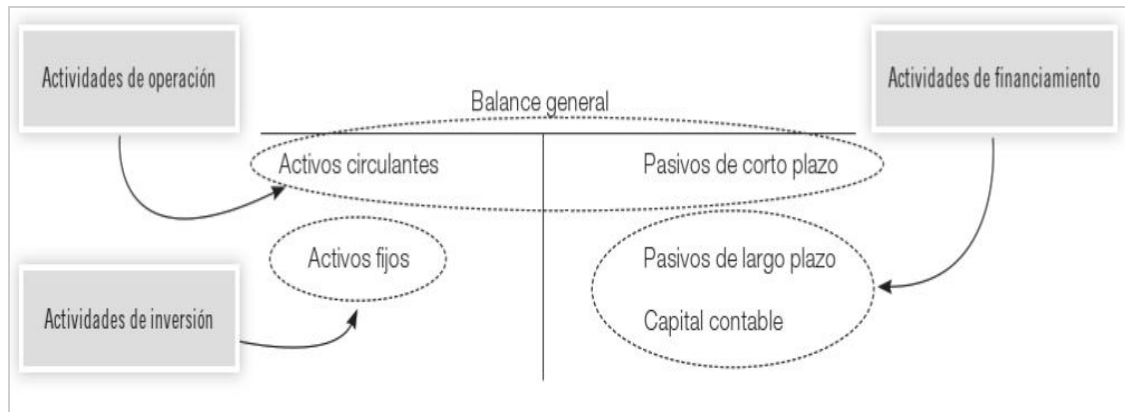 Actividades de operación
Actividades de financiamiento
Balance general
Activos circulantes
Pasivos de corto plazo
Activos fijos
Pasivos de largo plazo
Actividades de inversión
Capital contable